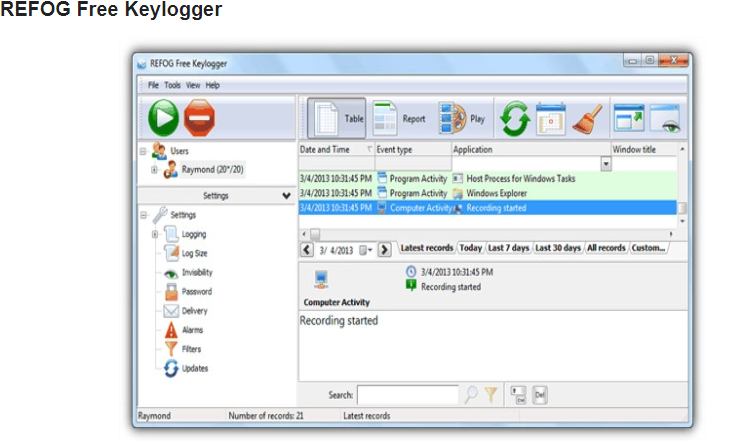 REFOG Free Keylogger
REFOG Free Keylogger
File Tools View Help
Table Report Play
Users
Raymond (20*/20)
Settings
Settings
Logging
Log Size
Invisibility
Password
Delivery
Alarms
Filters
Updates
Date and Time Event type Application Window title
3/4/2013 10:31:45 PM Program Activity Host Process for Windows Tasks
3/4/2013 10:31:45 PM Program Activity Windows Explorer
3/4/2013 10:31:45 PM Computer Activity Recording started
3/ 4/2013 Latest records Today Last 7 days Last 30 days All records Custom...
3/4/2013 10:31:45 PM
Recording started
Computer Activity
Recording started
Search: Del Del
Raymond Number of records: 21 Latest records